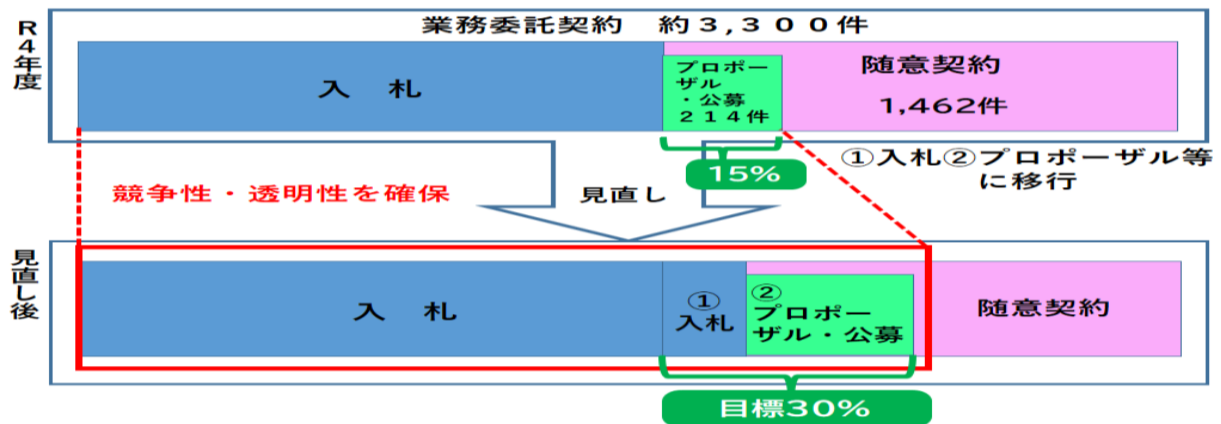 R4年度
業務委託契約　約３,３００件
入　札
プロポー
ザル
・公募
２１４件
随意契約
1,462件
15%
①入札②プロポーザル等
に移行
競争性・透明性を確保
見直し
見直し後
入　札
①
入札
②
プロポー
ザル・公募
随意契約
目標30%